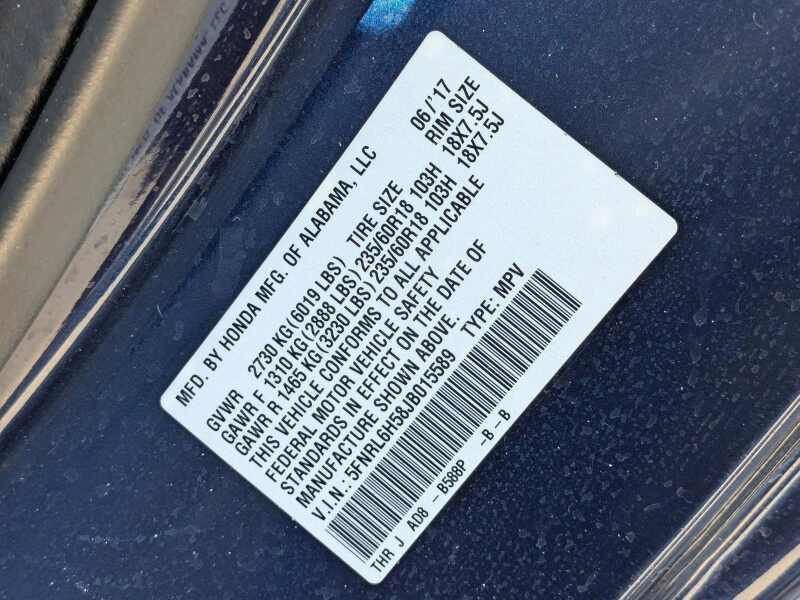 MFD. BY HONDA MFG. OF ALABAMA, LLC 06/'17
GVWR 2730 KG (6019 LBS) TIRE SIZE RIM SIZE
GAWR F 1310 KG (2888 LBS) 235/60R18 103H 18X7.5J
GAWR R 1465 KG (3230 LBS) 235/60R18 103H 18X7.5J
THIS VEHICLE CONFORMS TO ALL APPLICABLE
FEDERAL MOTOR VEHICLE SAFETY
STANDARDS IN EFFECT ON THE DATE OF
MANUFACTURE SHOWN ABOVE.
V.I.N.: 5FNRL6H58JB015589 TYPE: MPV
THR J AD8 - B588P -B-B